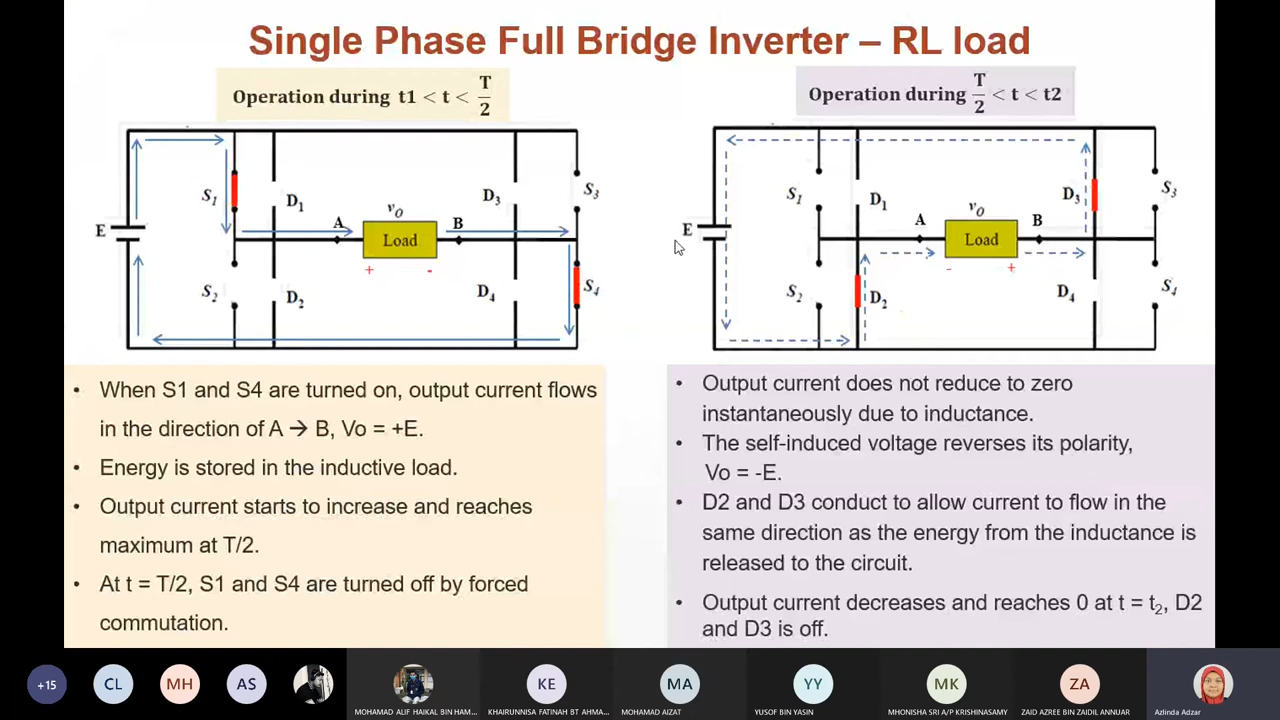 Single Phase Full Bridge Inverter – RL load
Operation during t1 < t < T/2
Operation during T/2 < t < t2
E
S1
D1
D3
S3
A
vO
B
Load
+
-
S2
D2
D4
S4
E
S1
D1
D3
S3
A
vO
B
Load
-
+
S2
D2
D4
S4
• When S1 and S4 are turned on, output current flows
in the direction of A → B, Vo = +E.
• Energy is stored in the inductive load.
• Output current starts to increase and reaches
maximum at T/2.
• At t = T/2, S1 and S4 are turned off by forced
commutation.
• Output current does not reduce to zero
instantaneously due to inductance.
• The self-induced voltage reverses its polarity,
Vo = -E.
• D2 and D3 conduct to allow current to flow in the
same direction as the energy from the inductance is
released to the circuit.
• Output current decreases and reaches 0 at t = t2, D2
and D3 is off.
+15
CL
MH
AS
MOHAMAD ALIF HAIKAL BIN HAM...
KE
KHAIRUNNISA FATINAH BT AHMA...
MA
MOHAMAD AIZAT
YY
YUSOF BIN YASIN
MK
MHONISHA SRI A/P KRISHNASAMY
ZA
ZAID AZREE BIN ZAIDIL ANNUAR
Azlinda Adzar